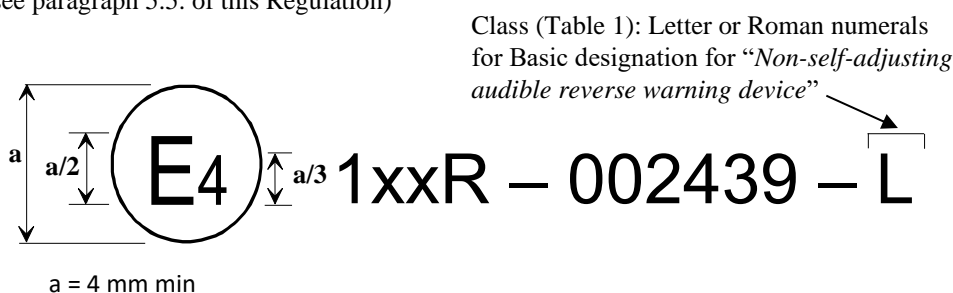 see paragraph 5.5. of this Regulation)
Class (Table 1): Letter or Roman numerals
for Basic designation for “Non-self-adjusting
audible reverse warning device”
a
a/2
E4
a/3
1xxR – 002439 – L
a = 4 mm min